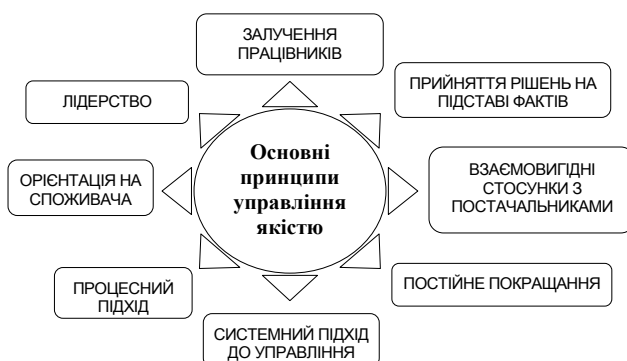 ЗАЛУЧЕННЯ
ПРАЦІВНИКІВ
ЛІДЕРСТВО
ПРИЙНЯТТЯ РІШЕНЬ НА
ПІДСТАВІ ФАКТІВ
ОРІЄНТАЦІЯ НА
СПОЖИВАЧА
Основні
принципи
управління
якістю
ВЗАЄМОВИГІДНІ
СТОСУНКИ З
ПОСТАЧАЛЬНИКАМИ
ПРОЦЕСНИЙ
ПІДХІД
ПОСТІЙНЕ ПОКРАЩАННЯ
СИСТЕМНИЙ ПІДХІД
ДО УПРАВЛІННЯ